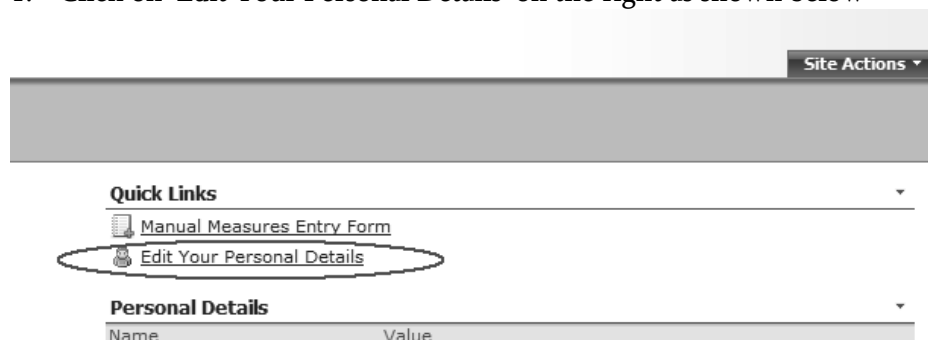 1. Click on 'Edit Your Personal Details' on the right as shown below
Site Actions
Quick Links
Manual Measures Entry Form
Edit Your Personal Details
Personal Details
Name Value